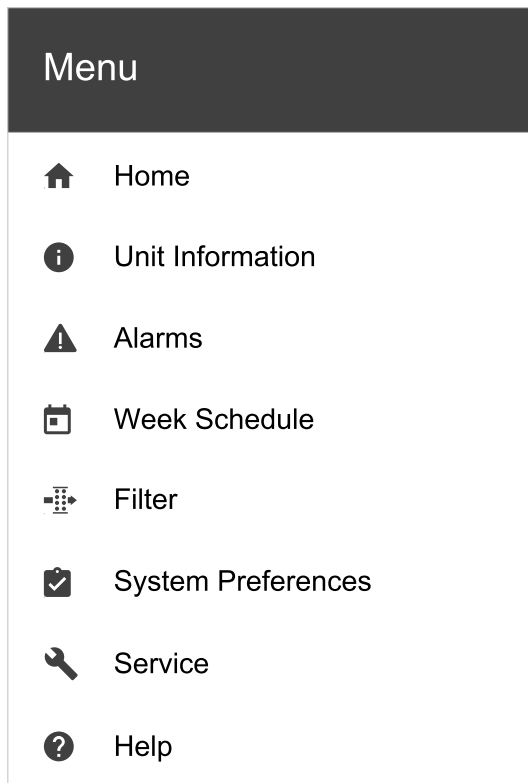 Menu
Home
Unit Information
Alarms
Week Schedule
Filter
System Preferences
Service
Help